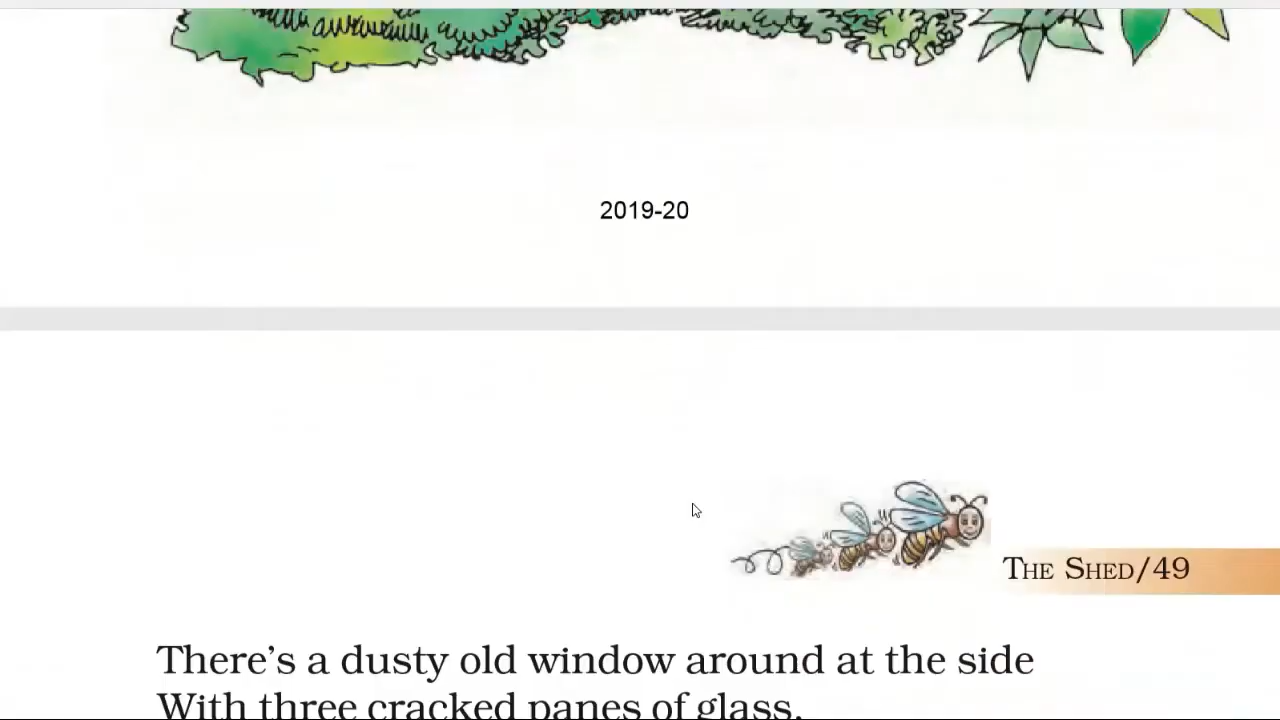 2019-20
THE SHED/49
There’s a dusty old window around at the side
With three cracked panes of glass,